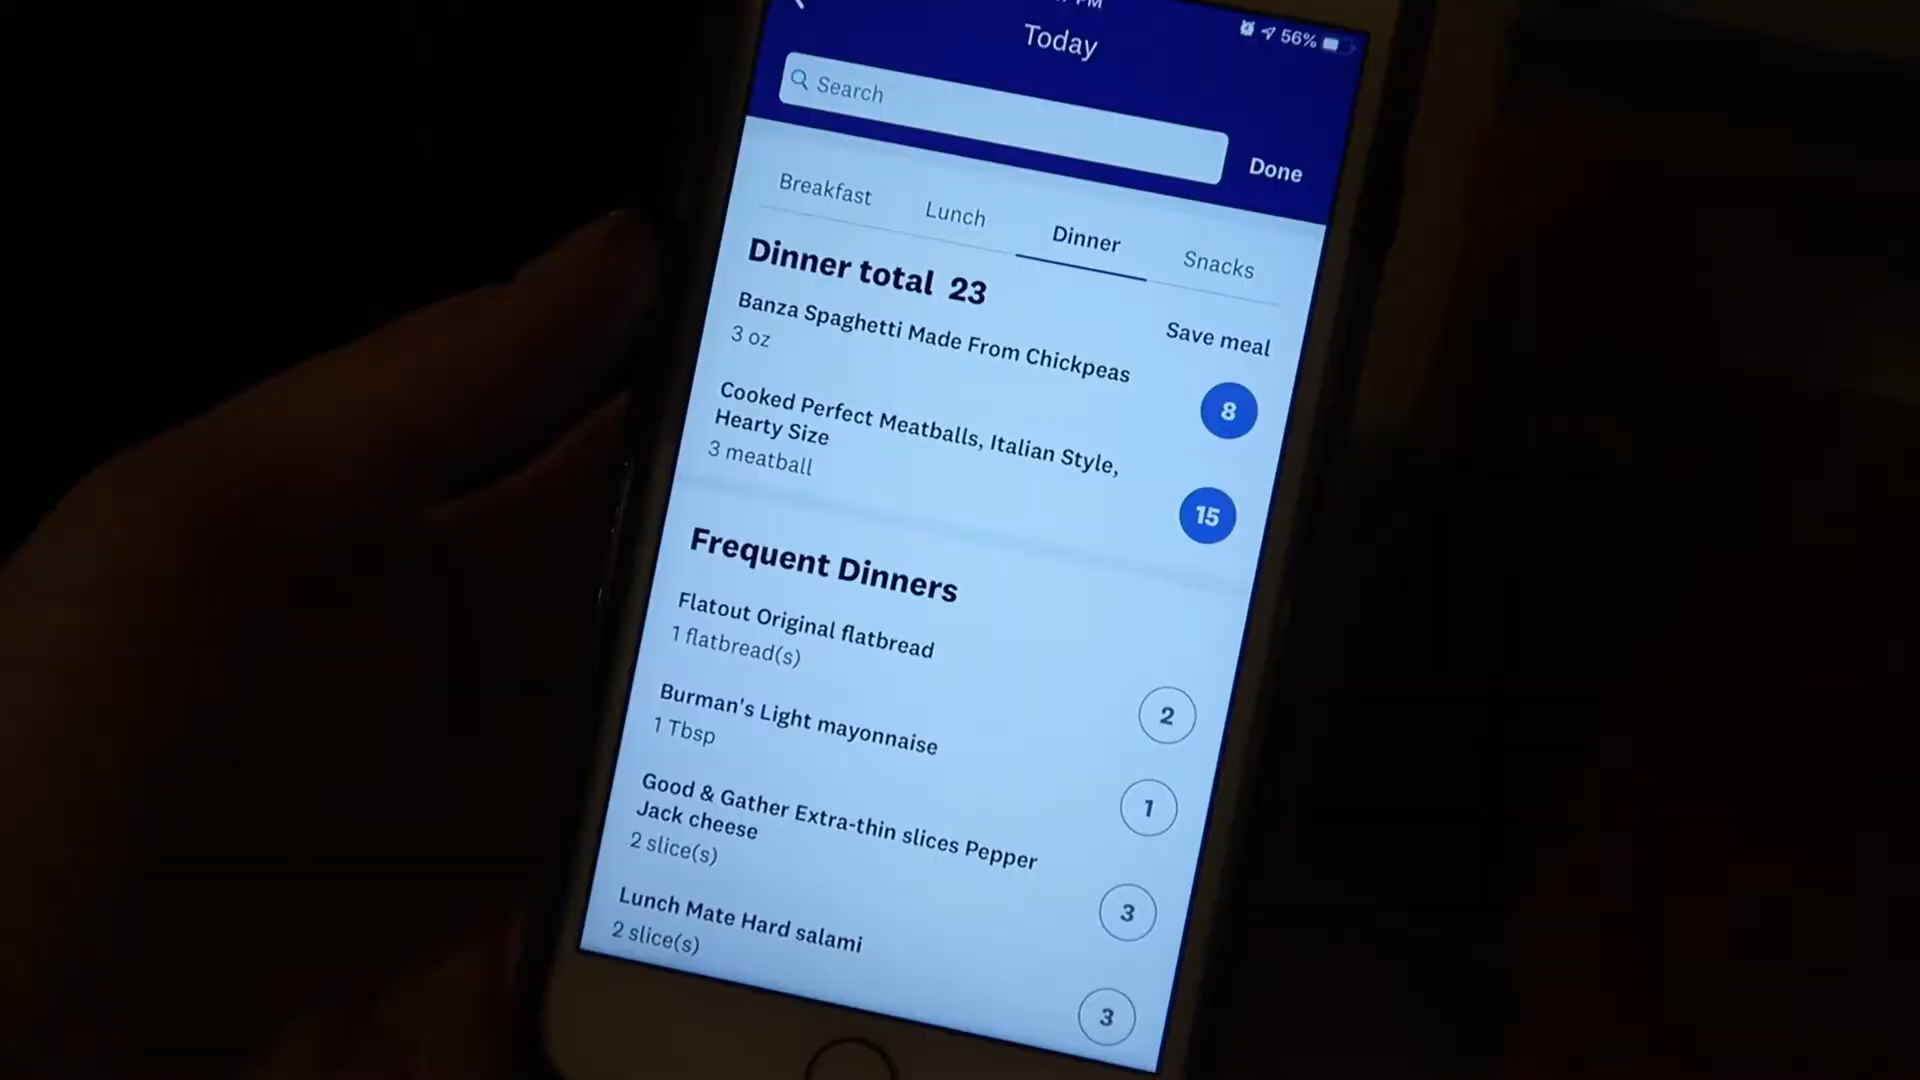 PM
56%
Today
Search
Done
Breakfast Lunch Dinner Snacks
Dinner total 23
Save meal
Banza Spaghetti Made From Chickpeas
3 oz
8
Cooked Perfect Meatballs, Italian Style,
Hearty Size
3 meatball
15
Frequent Dinners
Flatout Original flatbread
1 flatbread(s)
2
Burman's Light mayonnaise
1 Tbsp
1
Good & Gather Extra-thin slices Pepper
Jack cheese
2 slice(s)
3
Lunch Mate Hard salami
2 slice(s)
3